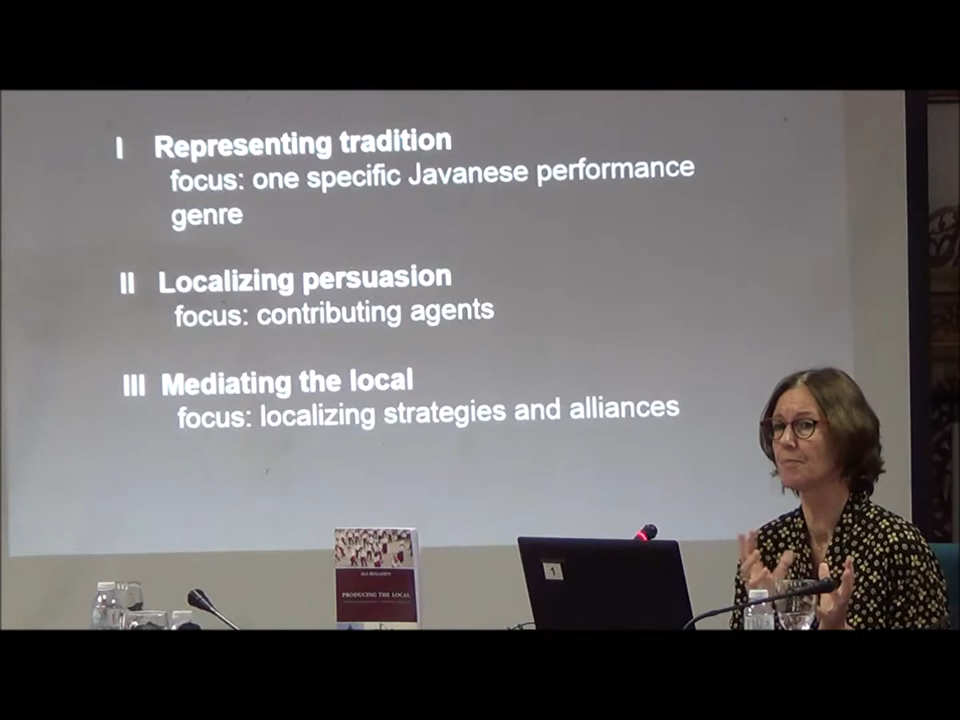 I Representing tradition
focus: one specific Javanese performance
genre
II Localizing persuasion
focus: contributing agents
III Mediating the local
focus: localizing strategies and alliances
PRODUCING THE LOCAL
1